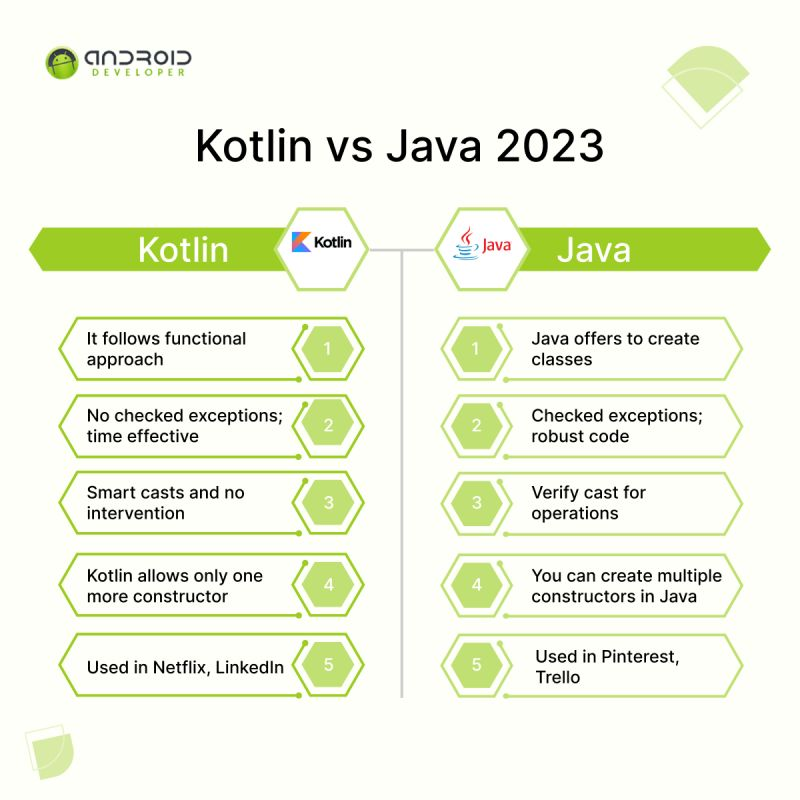 ANDROID
DEVELOPER
Kotlin vs Java 2023
Kotlin
Kotlin
Java
Java
It follows functional
approach
1
1
Java offers to create
classes
No checked exceptions;
time effective
2
2
Checked exceptions;
robust code
Smart casts and no
intervention
3
3
Verify cast for
operations
Kotlin allows only one
more constructor
4
4
You can create multiple
constructors in Java
Used in Netflix, LinkedIn
5
5
Used in Pinterest,
Trello